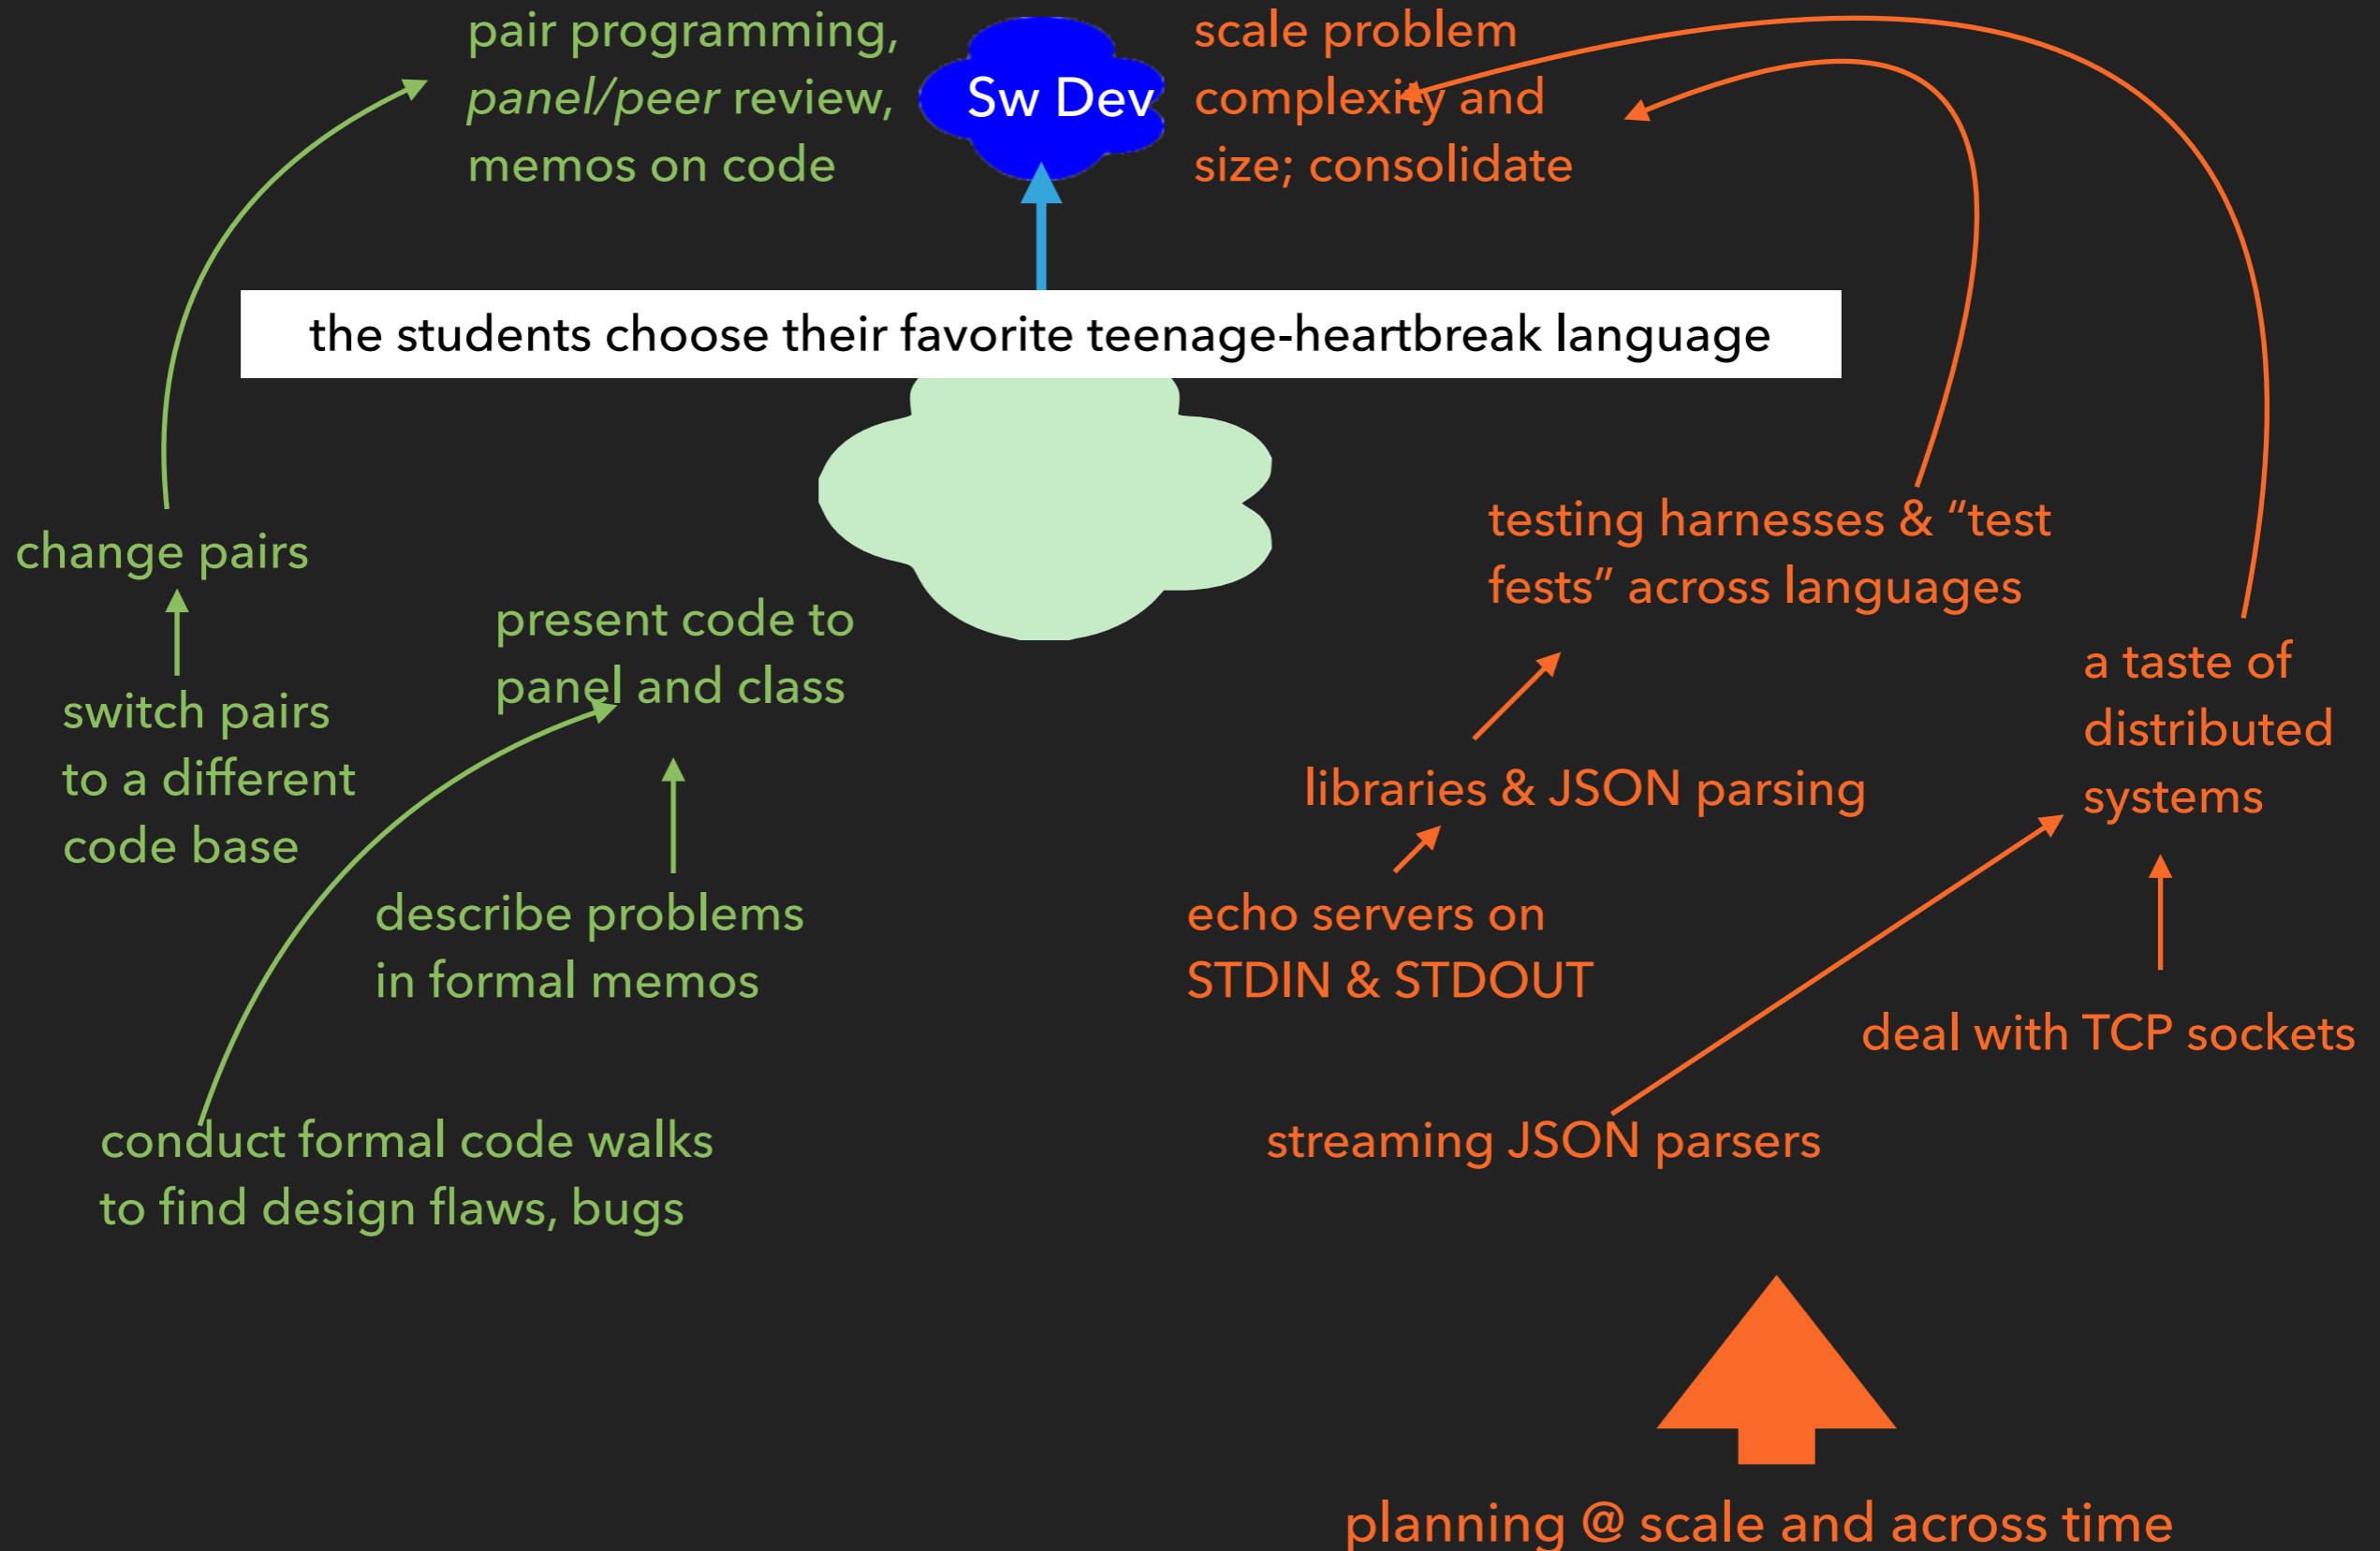 pair programming,
panel/peer review,
memos on code
Sw Dev
scale problem
complexity and
size; consolidate
the students choose their favorite teenage-heartbreak language
change pairs
switch pairs
to a different
code base
present code to
panel and class
describe problems
in formal memos
conduct formal code walks
to find design flaws, bugs
testing harnesses & “test
fests” across languages
libraries & JSON parsing
echo servers on
STDIN & STDOUT
a taste of
distributed
systems
deal with TCP sockets
streaming JSON parsers
planning @ scale and across time